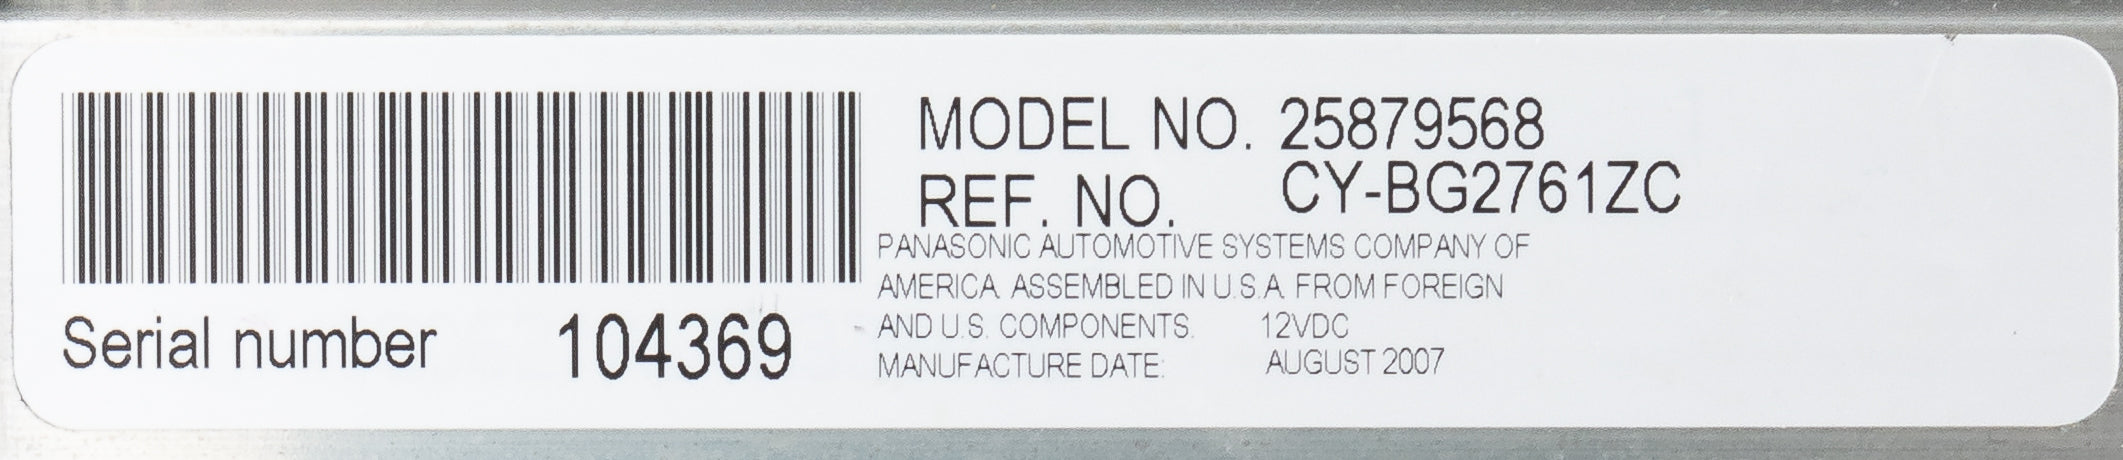 MODEL NO. 25879568
REF. NO. CY-BG2761ZC
PANASONIC AUTOMOTIVE SYSTEMS COMPANY OF
AMERICA. ASSEMBLED IN U.S.A. FROM FOREIGN
AND U.S. COMPONENTS. 12VDC
MANUFACTURE DATE: AUGUST 2007
Serial number 104369